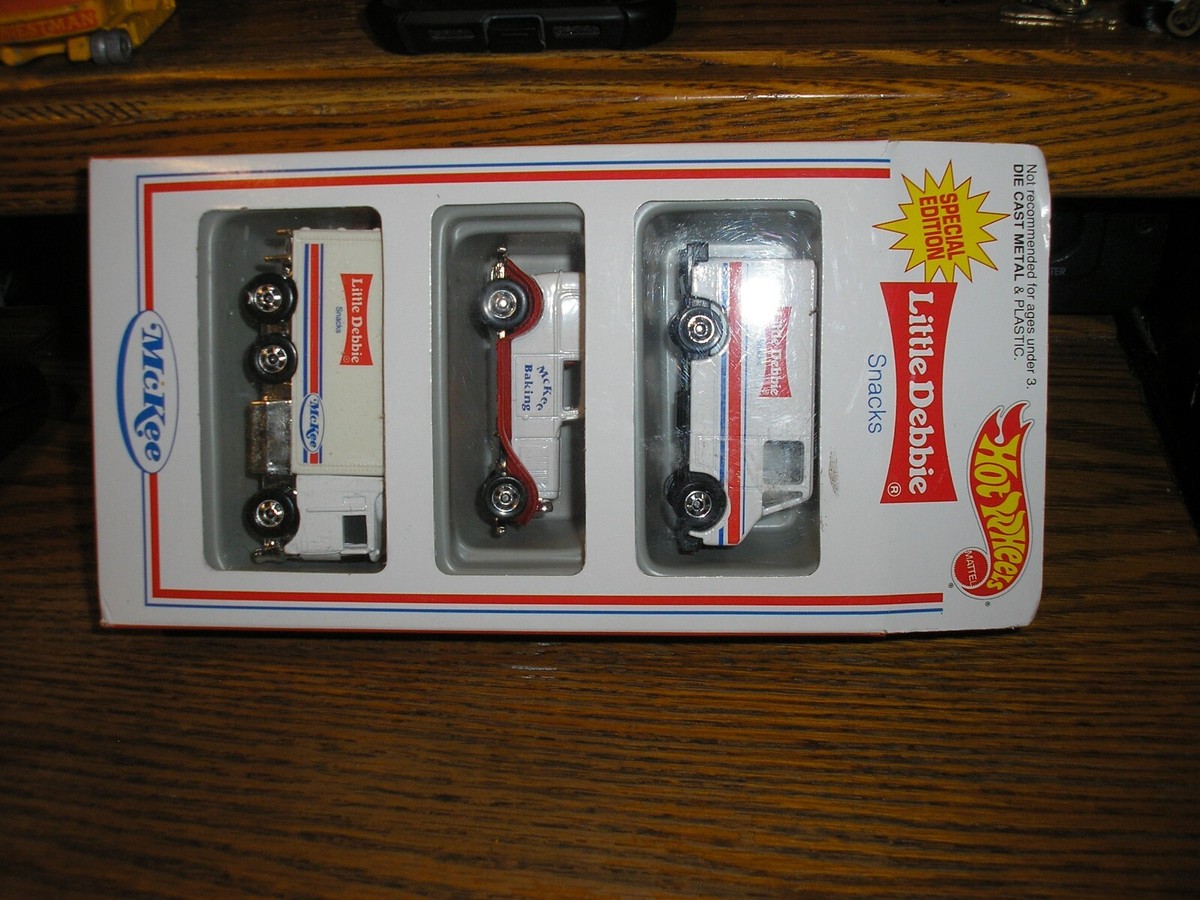 Not recommended for ages under 3.
DIE CAST METAL & PLASTIC.
HOT WHEELS
MATTEL
®
®
SPECIAL
EDITION
Little Debbie
®
Snacks
Little Debbie
McKee
Baking
Little Debbie
®
Snacks
McKee
McKee
TER